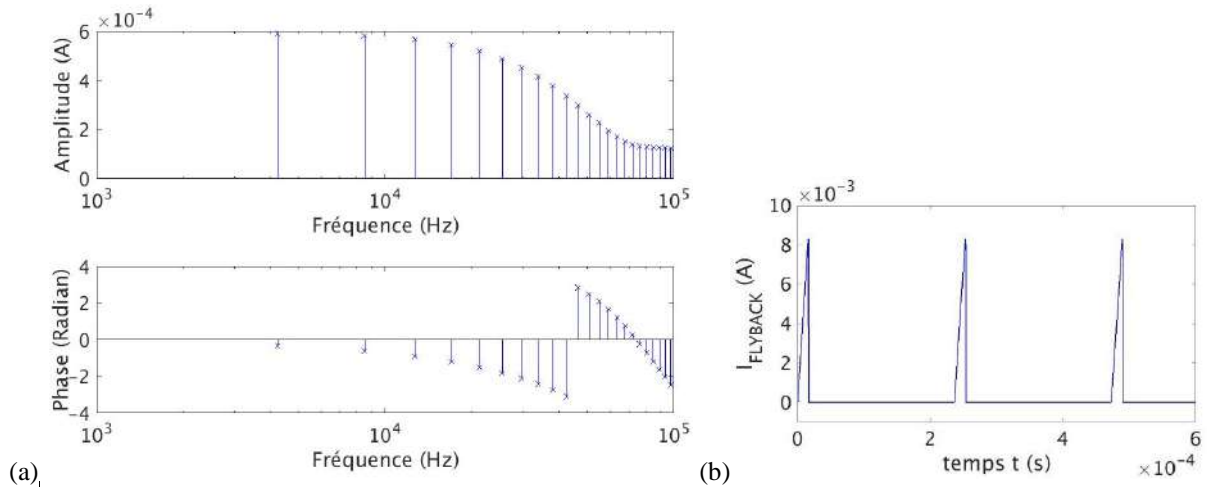 ×10⁻⁴
6
4
2
0
Amplitude (A)
10³ 10⁴ 10⁵
Fréquence (Hz)
4
2
0
−2
−4
Phase (Radian)
10³ 10⁴ 10⁵
Fréquence (Hz)
(a)
×10⁻³
10
8
6
4
2
0
I_FLYBACK (A)
0 2 4 6
×10⁻⁴
temps t (s)
(b)